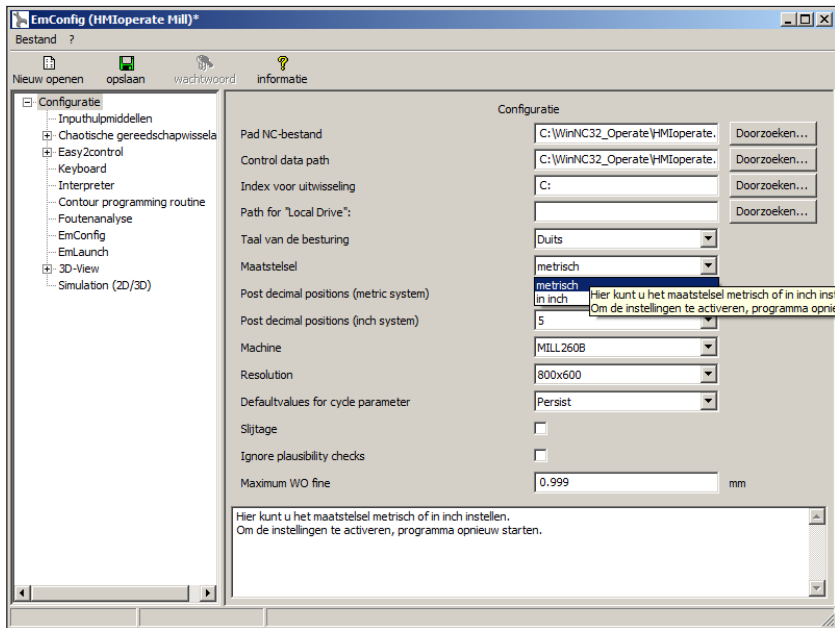 EmConfig (HMIoperate Mill)*
Bestand ?
Nieuw openen opslaan wachtwoord informatie
Configuratie
Inputhulpmiddellen
Chaotische gereedschapwissela
Easy2control
Keyboard
Interpreter
Contour programming routine
Foutenanalyse
EmConfig
EmLaunch
3D-View
Simulation (2D/3D)
Configuratie
Pad NC-bestand C:\WinNC32_Operate\HMIoperate. Doorzoeken...
Control data path C:\WinNC32_Operate\HMIoperate. Doorzoeken...
Index voor uitwisseling C: Doorzoeken...
Path for "Local Drive": Doorzoeken...
Taal van de besturing Duits
Maatstelsel metrisch
metrisch
Post decimal positions (metric system) in inch
Hier kunt u het maatstelsel metrisch of in inch inst
Om de instellingen te activeren, programma opnie
Post decimal positions (inch system) 5
Machine MILL260B
Resolution 800x600
Defaultvalues for cycle parameter Persist
Slijtage
Ignore plausibility checks
Maximum WO fine 0.999 mm
Hier kunt u het maatstelsel metrisch of in inch instellen.
Om de instellingen te activeren, programma opnieuw starten.